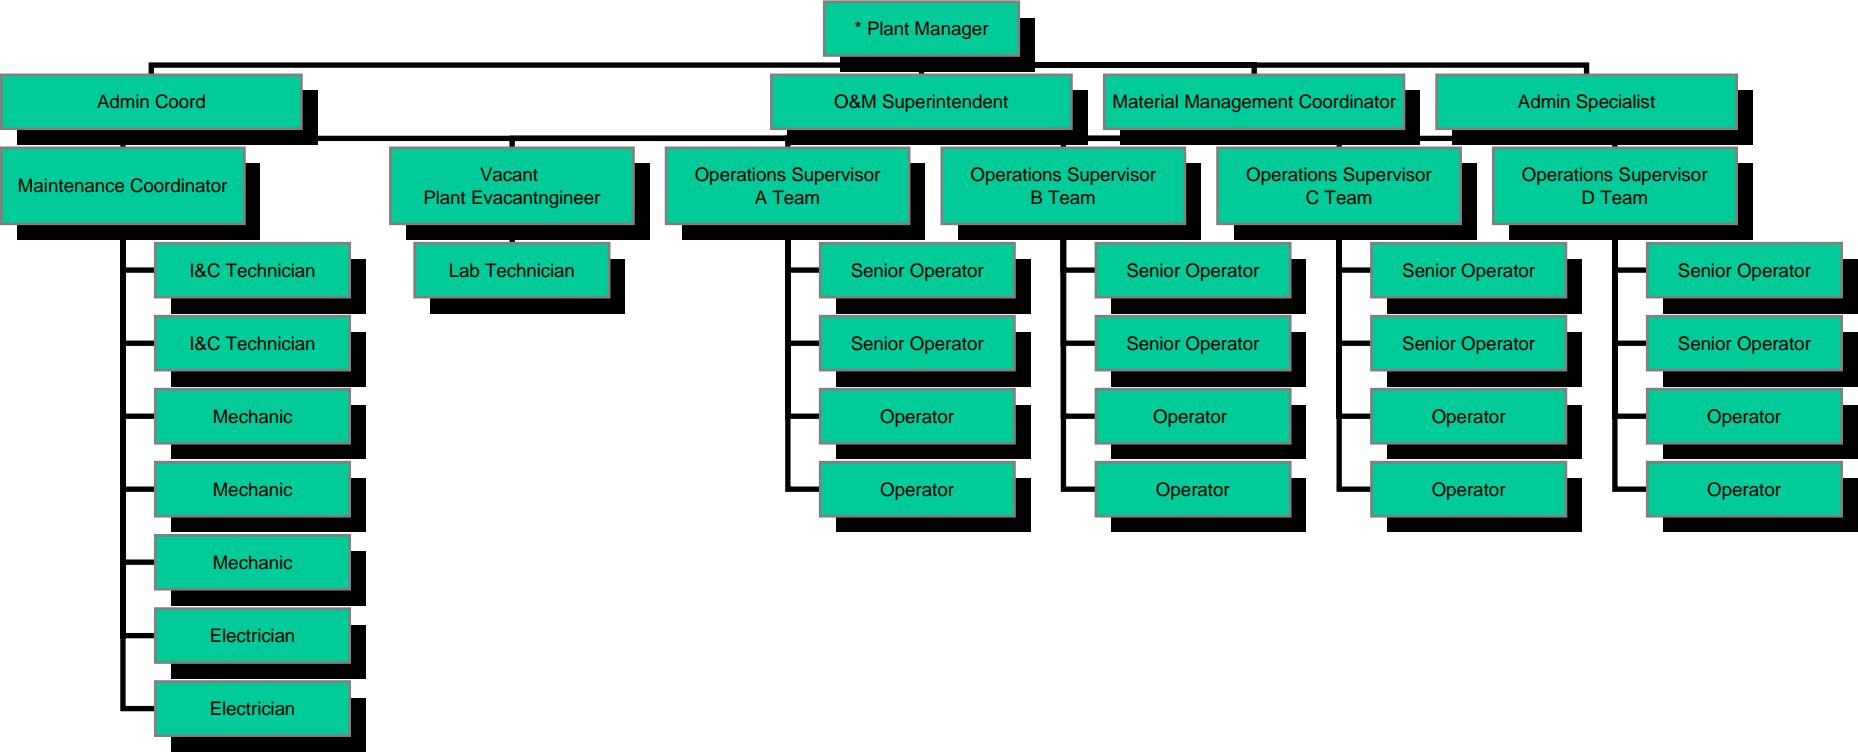 * Plant Manager
Admin Coord
O&M Superintendent
Material Management Coordinator
Admin Specialist
Maintenance Coordinator
Vacant
Plant Evacantngineer
Operations Supervisor
A Team
Operations Supervisor
B Team
Operations Supervisor
C Team
Operations Supervisor
D Team
I&C Technician
Lab Technician
Senior Operator
Senior Operator
Senior Operator
Senior Operator
I&C Technician
Senior Operator
Senior Operator
Senior Operator
Senior Operator
Mechanic
Operator
Operator
Operator
Operator
Mechanic
Operator
Operator
Operator
Operator
Mechanic
Electrician
Electrician